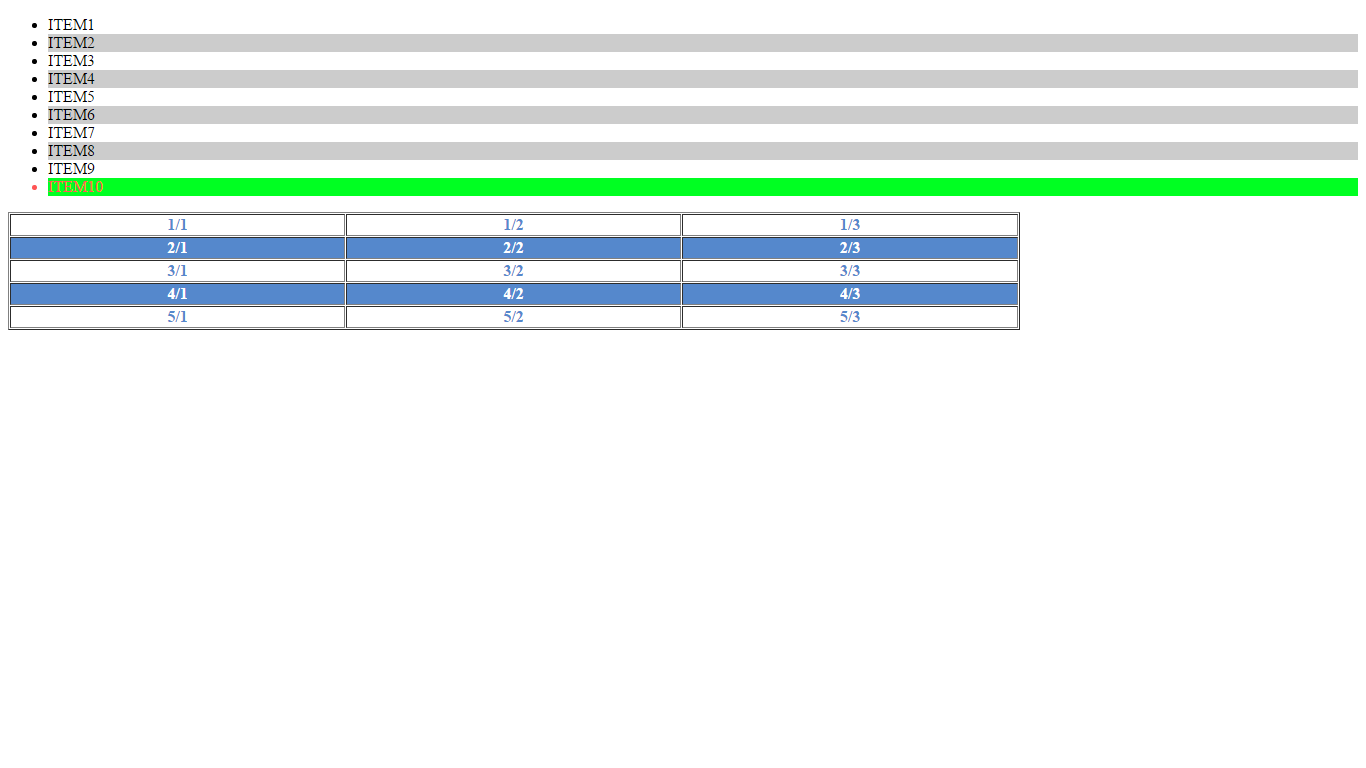 ITEM1
ITEM2
ITEM3
ITEM4
ITEM5
ITEM6
ITEM7
ITEM8
ITEM9
ITEM10
1/1 1/2 1/3
2/1 2/2 2/3
3/1 3/2 3/3
4/1 4/2 4/3
5/1 5/2 5/3